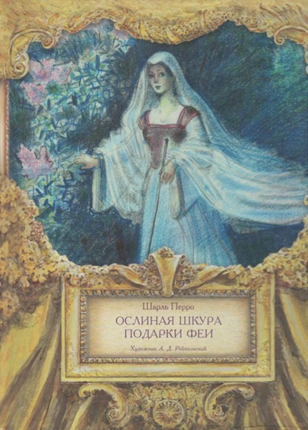 Шарль Перро
ОСЛИНАЯ ШКУРА
ПОДАРКИ ФЕИ
Художник А. Д. Рейпольский